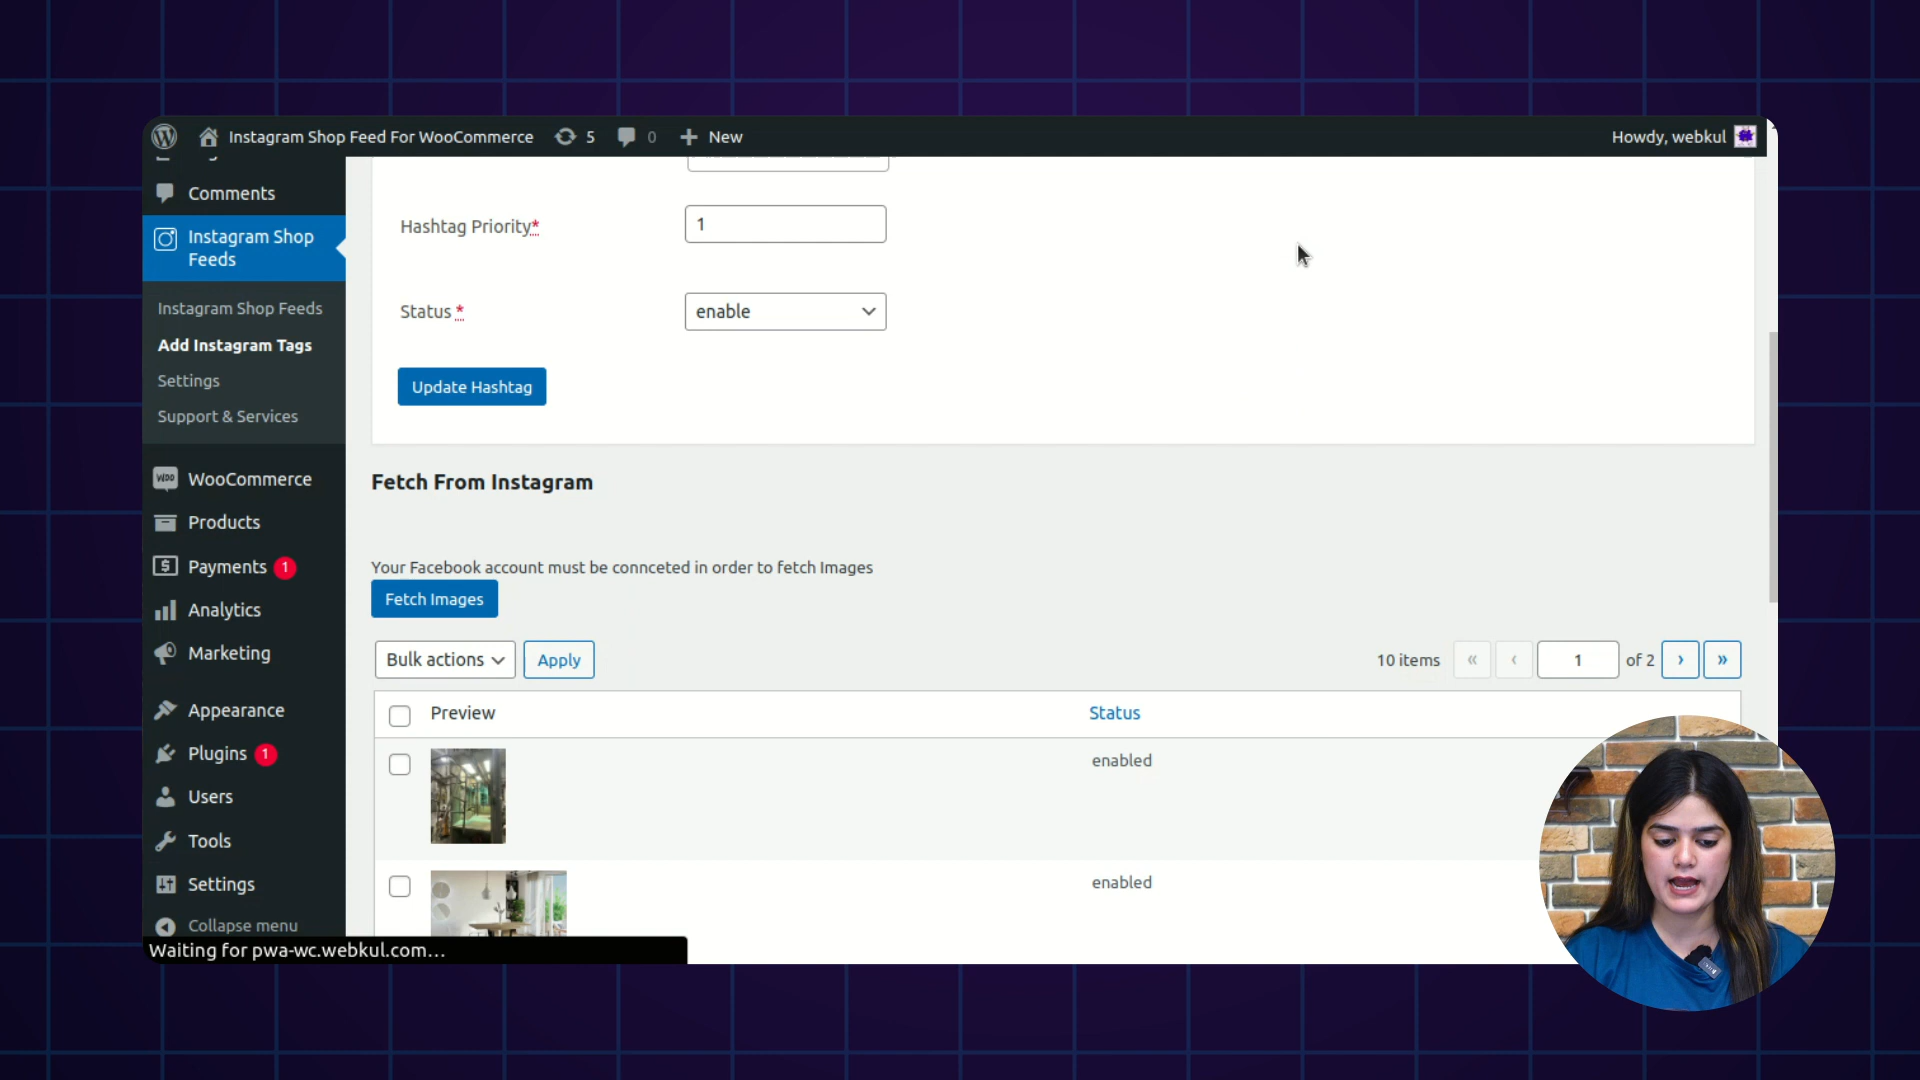 Instagram Shop Feed For WooCommerce 5 0 New Howdy, webkul
Comments
Instagram Shop
Feeds
Instagram Shop Feeds
Add Instagram Tags
Settings
Support & Services
WooCommerce
Products
Payments 1
Analytics
Marketing
Appearance
Plugins 1
Users
Tools
Settings
Collapse menu
Waiting for pwa-wc.webkul.com...
Hashtag Priority* 1
Status * enable
Update Hashtag
Fetch From Instagram
Your Facebook account must be connceted in order to fetch Images
Fetch Images
Bulk actions Apply 10 items « ‹ 1 of 2 › »
Preview Status
enabled
enabled